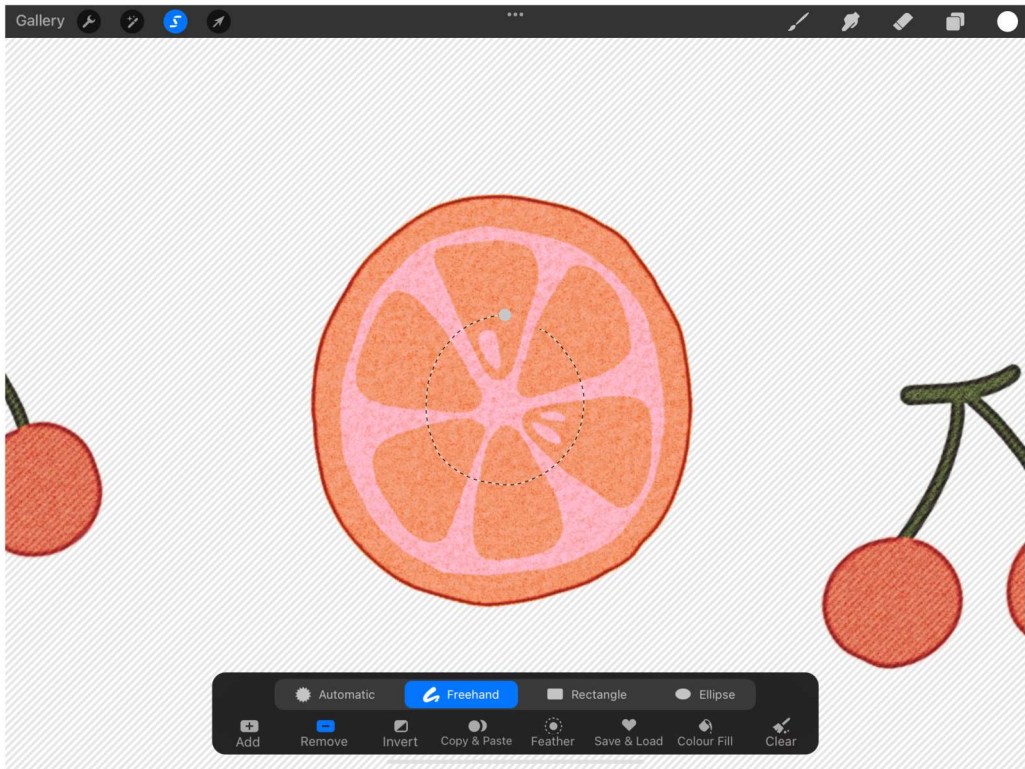 Gallery
Automatic Freehand Rectangle Ellipse
Add Remove Invert Copy & Paste Feather Save & Load Colour Fill Clear